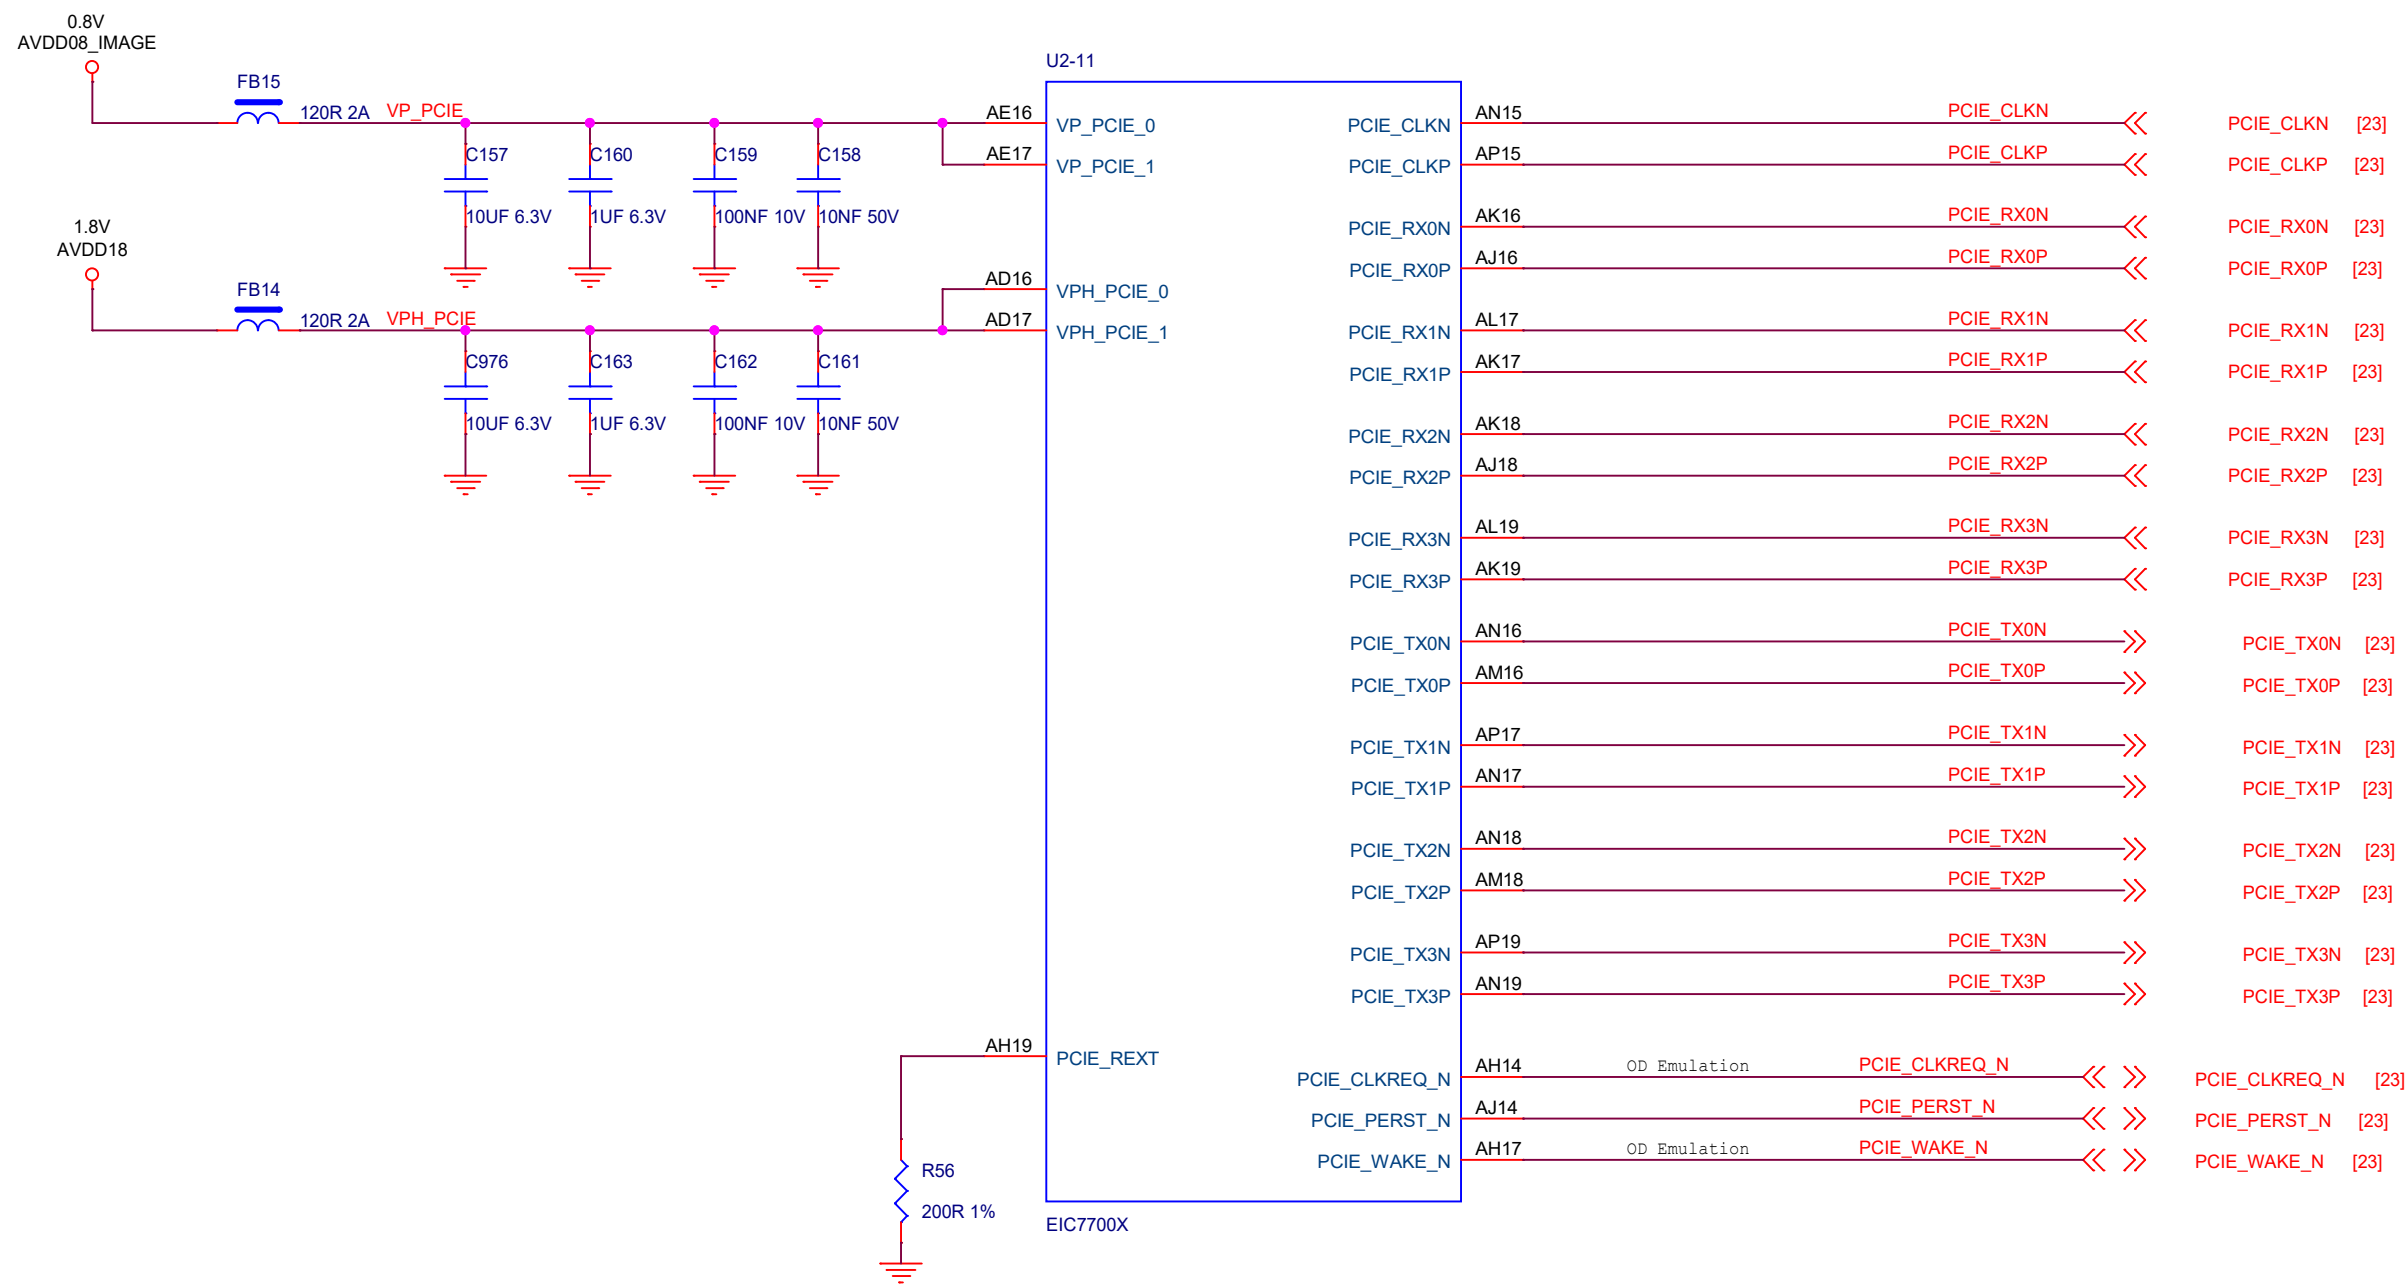 0.8V
AVDD08_IMAGE
FB15
120R 2A
VP_PCIE
C157
10UF 6.3V
C160
1UF 6.3V
C159
100NF 10V
C158
10NF 50V
1.8V
AVDD18
FB14
120R 2A
VPH_PCIE
C976
10UF 6.3V
C163
1UF 6.3V
C162
100NF 10V
C161
10NF 50V
U2-11
AE16 VP_PCIE_0
AE17 VP_PCIE_1
AD16 VPH_PCIE_0
AD17 VPH_PCIE_1
AH19 PCIE_REXT
R56
200R 1%
EIC7700X
PCIE_CLKN AN15 PCIE_CLKN PCIE_CLKN [23]
PCIE_CLKP AP15 PCIE_CLKP PCIE_CLKP [23]
PCIE_RX0N AK16 PCIE_RX0N PCIE_RX0N [23]
PCIE_RX0P AJ16 PCIE_RX0P PCIE_RX0P [23]
PCIE_RX1N AL17 PCIE_RX1N PCIE_RX1N [23]
PCIE_RX1P AK17 PCIE_RX1P PCIE_RX1P [23]
PCIE_RX2N AK18 PCIE_RX2N PCIE_RX2N [23]
PCIE_RX2P AJ18 PCIE_RX2P PCIE_RX2P [23]
PCIE_RX3N AL19 PCIE_RX3N PCIE_RX3N [23]
PCIE_RX3P AK19 PCIE_RX3P PCIE_RX3P [23]
PCIE_TX0N AN16 PCIE_TX0N PCIE_TX0N [23]
PCIE_TX0P AM16 PCIE_TX0P PCIE_TX0P [23]
PCIE_TX1N AP17 PCIE_TX1N PCIE_TX1N [23]
PCIE_TX1P AN17 PCIE_TX1P PCIE_TX1P [23]
PCIE_TX2N AN18 PCIE_TX2N PCIE_TX2N [23]
PCIE_TX2P AM18 PCIE_TX2P PCIE_TX2P [23]
PCIE_TX3N AP19 PCIE_TX3N PCIE_TX3N [23]
PCIE_TX3P AN19 PCIE_TX3P PCIE_TX3P [23]
PCIE_CLKREQ_N AH14 OD Emulation PCIE_CLKREQ_N PCIE_CLKREQ_N [23]
PCIE_PERST_N AJ14 PCIE_PERST_N PCIE_PERST_N [23]
PCIE_WAKE_N AH17 OD Emulation PCIE_WAKE_N PCIE_WAKE_N [23]